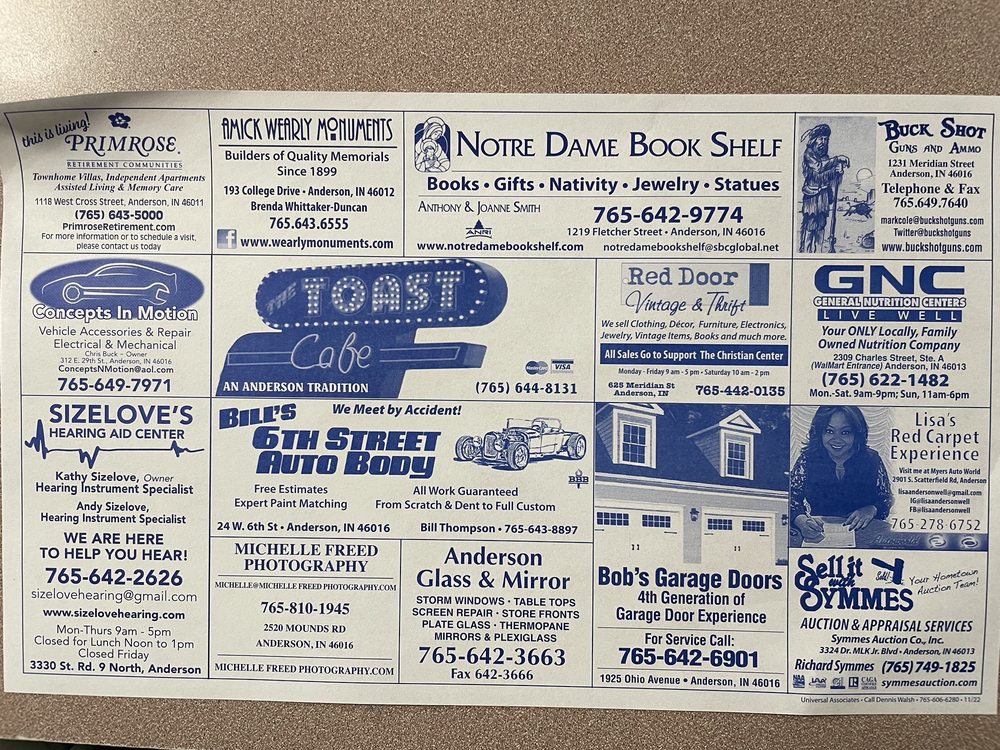 this is living!
PRIMROSE
RETIREMENT COMMUNITIES
Townhome Villas, Independent Apartments
Assisted Living & Memory Care
1118 West Cross Street, Anderson, IN 46011
(765) 643-5000
PrimroseRetirement.com
For more information or to schedule a visit,
please contact us today
AMICK WEARLY MONUMENTS
Builders of Quality Memorials
Since 1899
193 College Drive • Anderson, IN 46012
Brenda Whittaker-Duncan
765.643.6555
f www.wearlymonuments.com
NOTRE DAME BOOK SHELF
Books • Gifts • Nativity • Jewelry • Statues
ANTHONY & JOANNE SMITH
765-642-9774
ANRI
1219 Fletcher Street • Anderson, IN 46016
www.notredamebookshelf.com notredamebookshelf@sbcglobal.net
BUCK SHOT
GUNS AND AMMO
1231 Meridian Street
Anderson, IN 46016
Telephone & Fax
765.649.7640
markcole@buckshotguns.com
Twitter@buckshotguns
www.buckshotguns.com
Concepts In Motion
Vehicle Accessories & Repair
Electrical & Mechanical
Chris Buck - Owner
312 E. 29th St., Anderson, IN 46016
ConceptsNMotion@aol.com
765-649-7971
THE TOAST
Cafe
AN ANDERSON TRADITION
MasterCard VISA
(765) 644-8131
Red Door
Vintage & Thrift
We sell Clothing, Décor, Furniture, Electronics,
Jewelry, Vintage Items, Books and much more.
All Sales Go to Support The Christian Center
Monday - Friday 9 am - 5 pm • Saturday 10 am - 2 pm
625 Meridian St
Anderson, IN
765-442-0135
GNC
GENERAL NUTRITION CENTERS
LIVE WELL
Your ONLY Locally, Family
Owned Nutrition Company
2309 Charles Street, Ste. A
(WalMart Entrance) Anderson, IN 46013
(765) 622-1482
Mon.-Sat. 9am-9pm; Sun, 11am-6pm
SIZELOVE'S
HEARING AID CENTER
Kathy Sizelove, Owner
Hearing Instrument Specialist
Andy Sizelove,
Hearing Instrument Specialist
WE ARE HERE
TO HELP YOU HEAR!
765-642-2626
sizelovehearing@gmail.com
www.sizelovehearing.com
Mon-Thurs 9am - 5pm
Closed for Lunch Noon to 1pm
Closed Friday
3330 St. Rd. 9 North, Anderson
We Meet by Accident!
BILL'S
6TH STREET
AUTO BODY
BBB
Free Estimates
Expert Paint Matching
All Work Guaranteed
From Scratch & Dent to Full Custom
24 W. 6th St • Anderson, IN 46016
Bill Thompson • 765-643-8897
MICHELLE FREED
PHOTOGRAPHY
MICHELLE@MICHELLE FREED PHOTOGRAPHY.COM
765-810-1945
2520 MOUNDS RD
ANDERSON, IN 46016
MICHELLE FREED PHOTOGRAPHY.COM
Anderson
Glass & Mirror
STORM WINDOWS • TABLE TOPS
SCREEN REPAIR • STORE FRONTS
PLATE GLASS • THERMOPANE
MIRRORS & PLEXIGLASS
765-642-3663
Fax 642-3666
Bob's Garage Doors
4th Generation of
Garage Door Experience
For Service Call:
765-642-6901
1925 Ohio Avenue • Anderson, IN 46016
Lisa's
Red Carpet
Experience
Visit me at Myers Auto World
2901 S. Scatterfield Rd, Anderson
lisaandersonwell@gmail.com
IG@lisaandersonwell
FB@lisaandersonwell
765-278-6752
Sell it
with
SYMMES
Sold!
Your Hometown
Auction Team!
AUCTION & APPRAISAL SERVICES
Symmes Auction Co., Inc.
3324 Dr. MLK Jr. Blvd • Anderson, IN 46013
Richard Symmes (765) 749-1825
NAA
CAGA
symmesauction.com
Universal Associates • Call Dennis Walsh • 765-606-6280 • 11/22